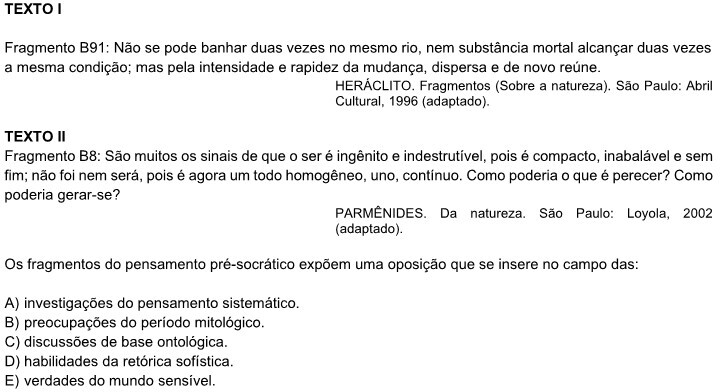 TEXTO I
Fragmento B91: Não se pode banhar duas vezes no mesmo rio, nem substância mortal alcançar duas vezes
a mesma condição; mas pela intensidade e rapidez da mudança, dispersa e de novo reúne.
HERÁCLITO. Fragmentos (Sobre a natureza). São Paulo: Abril
Cultural, 1996 (adaptado).
TEXTO II
Fragmento B8: São muitos os sinais de que o ser é ingênito e indestrutível, pois é compacto, inabalável e sem
fim; não foi nem será, pois é agora um todo homogêneo, uno, contínuo. Como poderia o que é perecer? Como
poderia gerar-se?
PARMÊNIDES. Da natureza. São Paulo: Loyola, 2002
(adaptado).
Os fragmentos do pensamento pré-socrático expõem uma oposição que se insere no campo das:
A) investigações do pensamento sistemático.
B) preocupações do período mitológico.
C) discussões de base ontológica.
D) habilidades da retórica sofística.
E) verdades do mundo sensível.